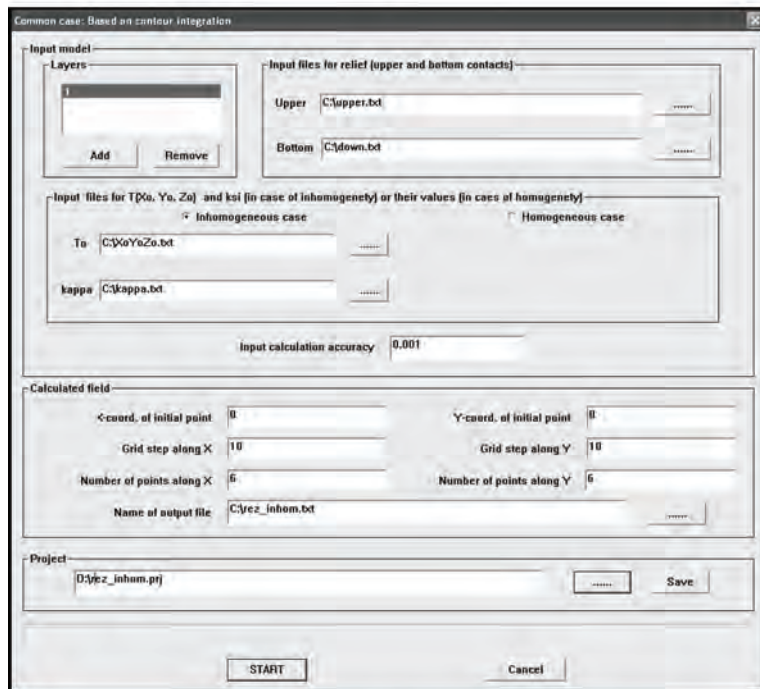 Common case: Based on contour integration
Input model
Layers
1
Add Remove
Input files for relief (upper and bottom contacts)
Upper C:\upper.txt ......
Bottom C:\down.txt ......
Input files for T(Xo, Yo, Zo) and ksi (in case of inhomogenety) or their values (in caes of homogenety)
Inhomogeneous case Homogeneous case
To C:\XoYoZo.txt ......
kappa C:\kappa.txt ......
Input calculation accuracy 0.001
Calculated field
X-coord. of initial point 0 Y-coord. of initial point 0
Grid step along X 10 Grid step along Y 10
Number of points along X 6 Number of points along Y 6
Name of output file C:\rez_inhom.txt ......
Project
D:\rez_inhom.prj ...... Save
START Cancel